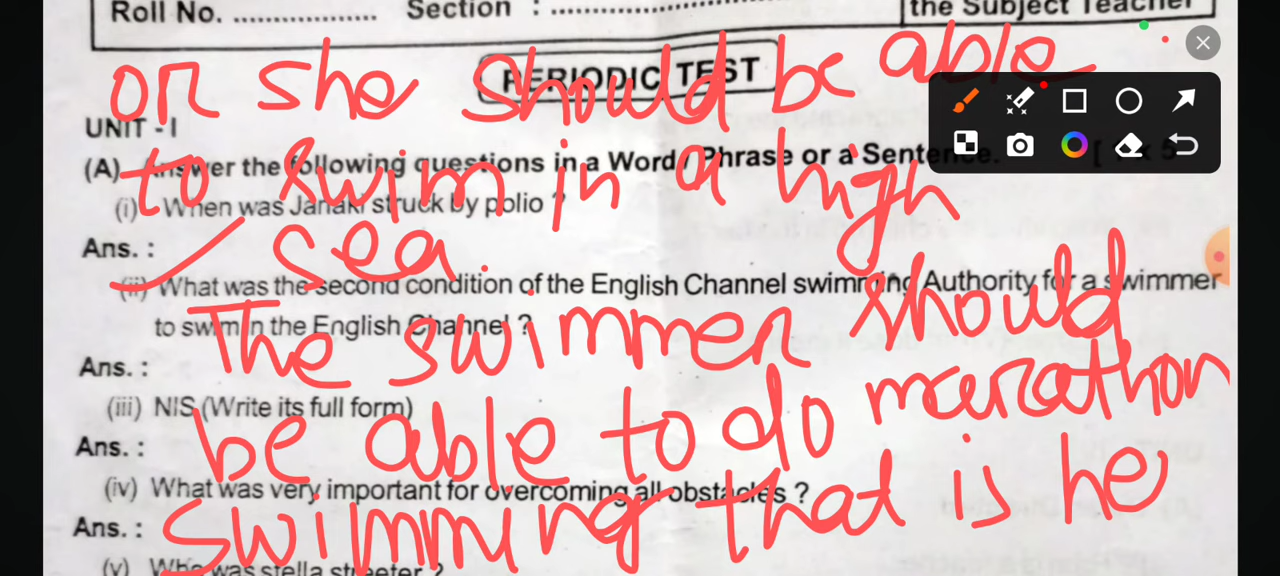 Roll No. ................. Section : ..............................
the Subject Teacher
or she should be able
PERIODIC TEST
UNIT - I
(A) Answer the following questions in a Word / Phrase or a Sentence.
to swim in a high
(i) When was Janaki struck by polio ?
Ans. :
sea.
(ii) What was the second condition of the English Channel swimming Authority for a swimmer
to swim in the English Channel ?
The swimmer should
Ans. :
(iii) NIS (Write its full form)
be able to do marathon
Ans. :
(iv) What was very important for overcoming all obstacles ?
swimming that is he
Ans. :
(v) Who was stella streeter ?